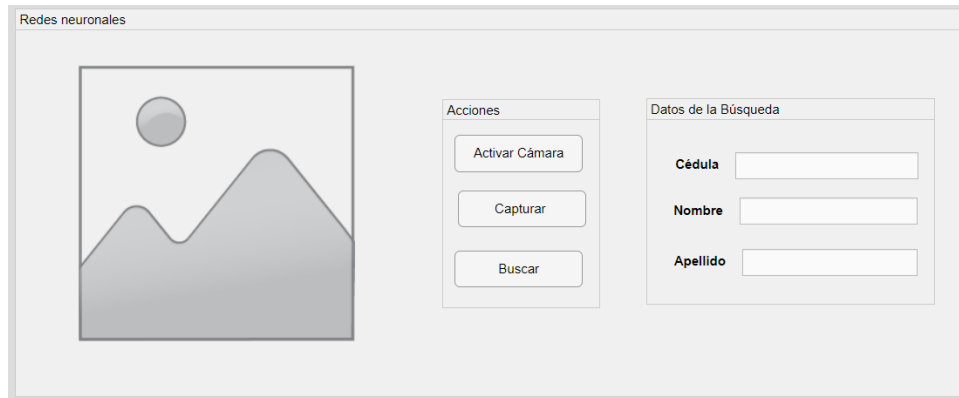 Redes neuronales
Acciones
Activar Cámara
Capturar
Buscar
Datos de la Búsqueda
Cédula
Nombre
Apellido